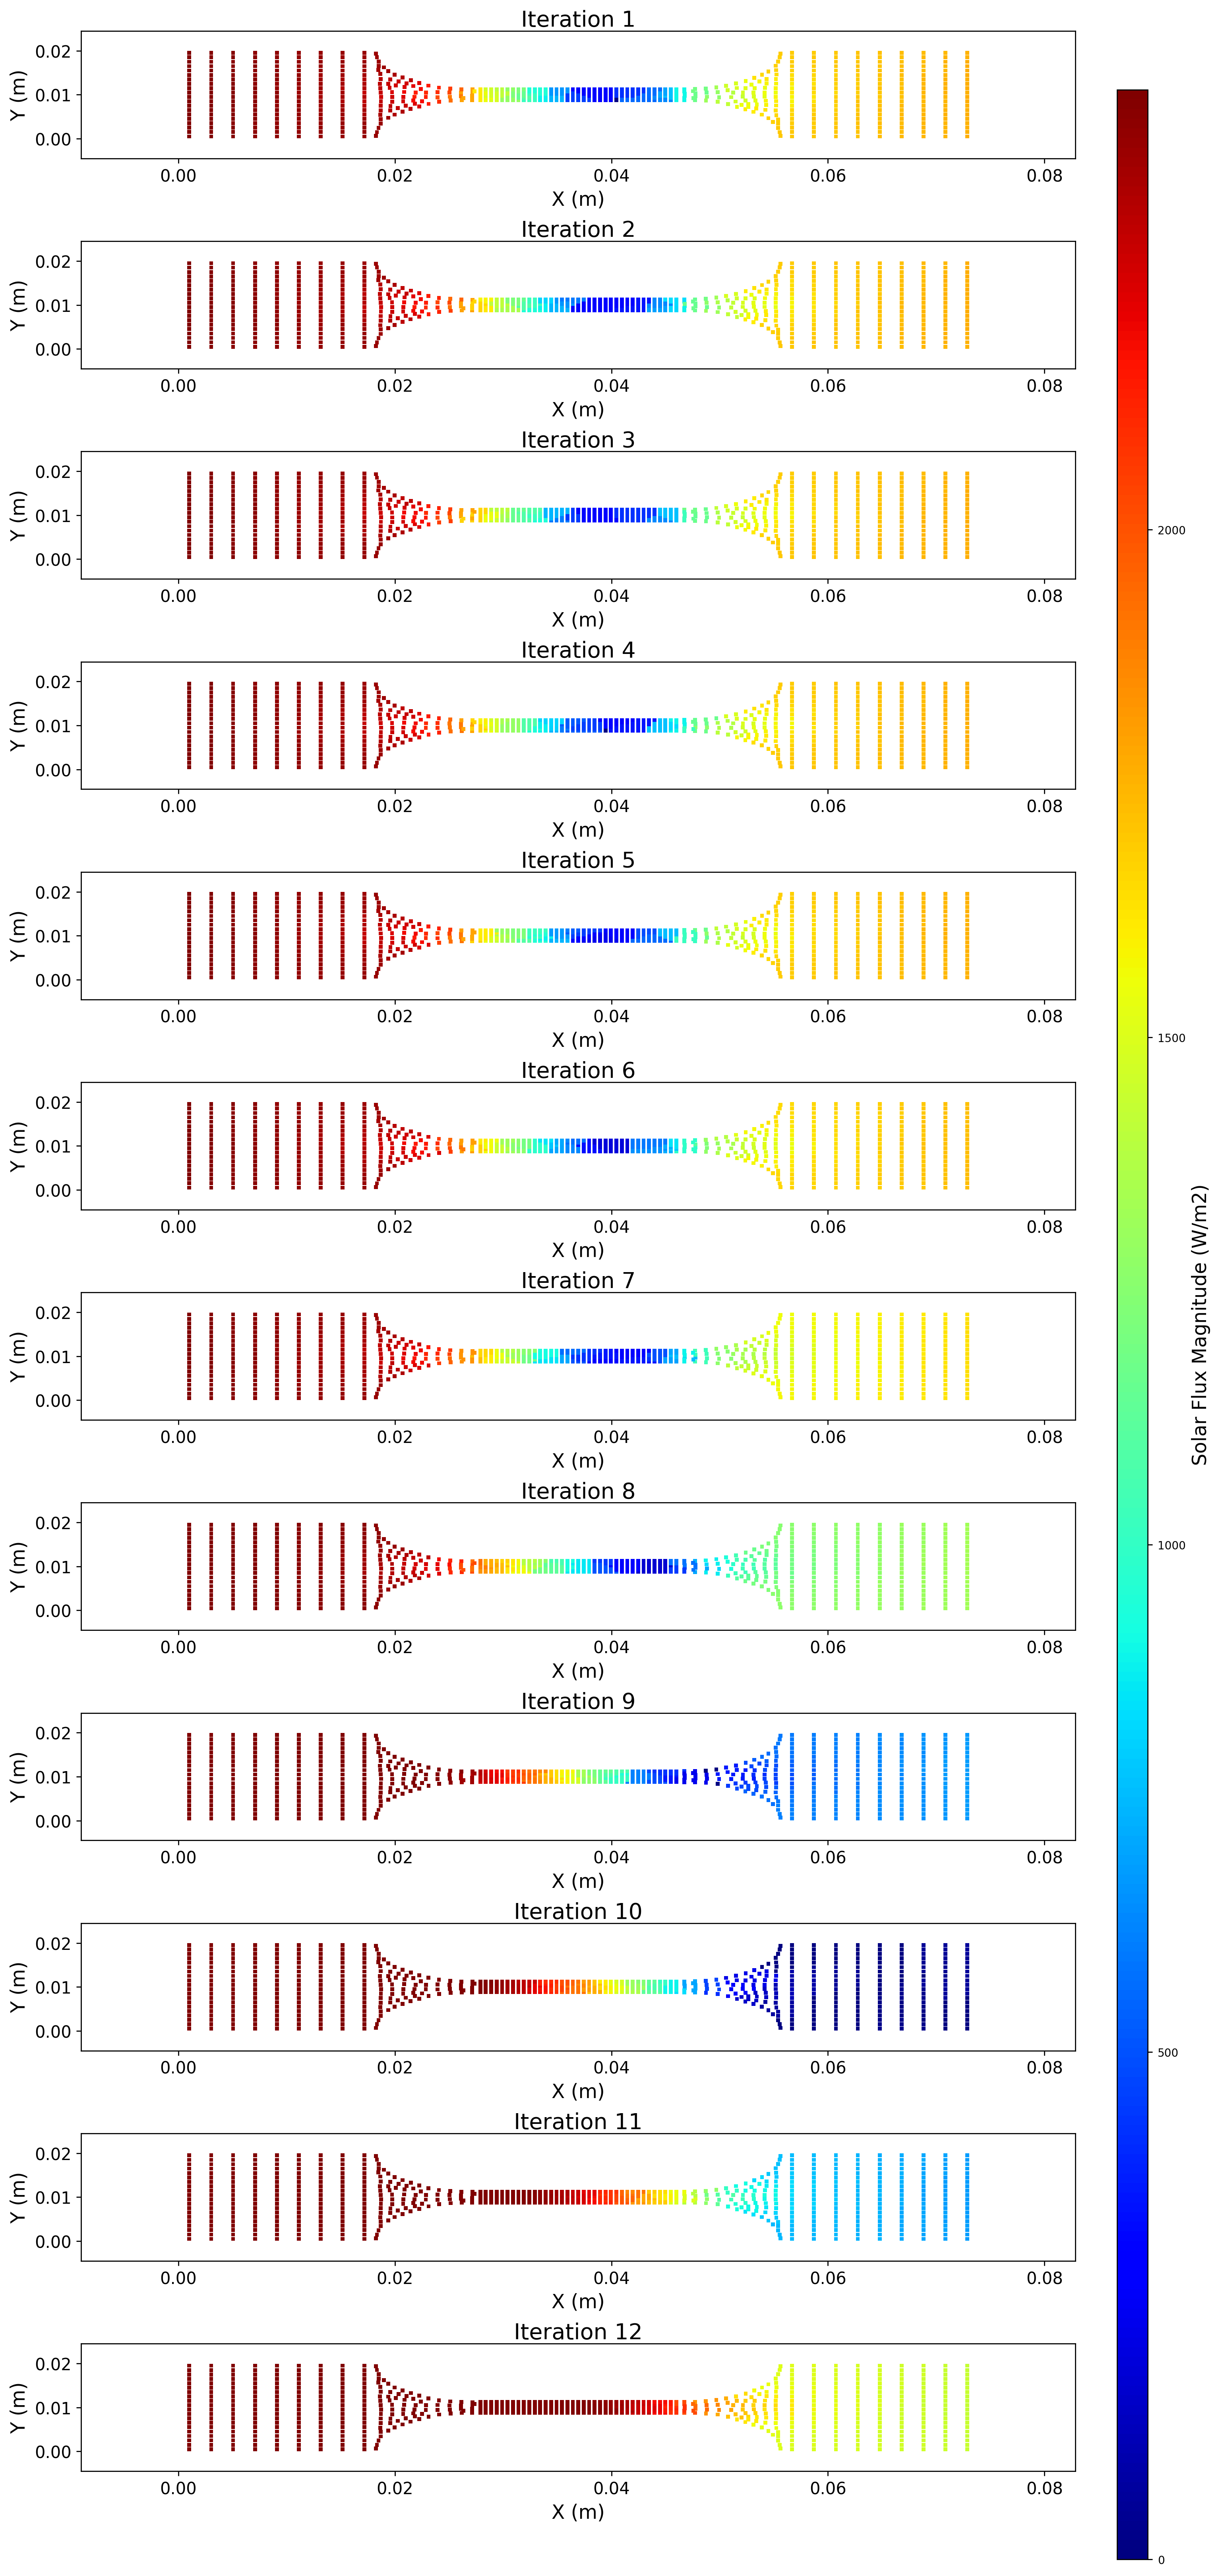 Iteration 1
0.02
0.01
0.00
Y (m)
0.00 0.02 0.04 0.06 0.08
X (m)
Iteration 2
0.02
0.01
0.00
Y (m)
0.00 0.02 0.04 0.06 0.08
X (m)
Iteration 3
0.02
0.01
0.00
Y (m)
0.00 0.02 0.04 0.06 0.08
X (m)
Iteration 4
0.02
0.01
0.00
Y (m)
0.00 0.02 0.04 0.06 0.08
X (m)
Iteration 5
0.02
0.01
0.00
Y (m)
0.00 0.02 0.04 0.06 0.08
X (m)
Iteration 6
0.02
0.01
0.00
Y (m)
0.00 0.02 0.04 0.06 0.08
X (m)
Iteration 7
0.02
0.01
0.00
Y (m)
0.00 0.02 0.04 0.06 0.08
X (m)
Iteration 8
0.02
0.01
0.00
Y (m)
0.00 0.02 0.04 0.06 0.08
X (m)
Iteration 9
0.02
0.01
0.00
Y (m)
0.00 0.02 0.04 0.06 0.08
X (m)
Iteration 10
0.02
0.01
0.00
Y (m)
0.00 0.02 0.04 0.06 0.08
X (m)
Iteration 11
0.02
0.01
0.00
Y (m)
0.00 0.02 0.04 0.06 0.08
X (m)
Iteration 12
0.02
0.01
0.00
Y (m)
0.00 0.02 0.04 0.06 0.08
X (m)
2000
1500
1000
500
0
Solar Flux Magnitude (W/m2)